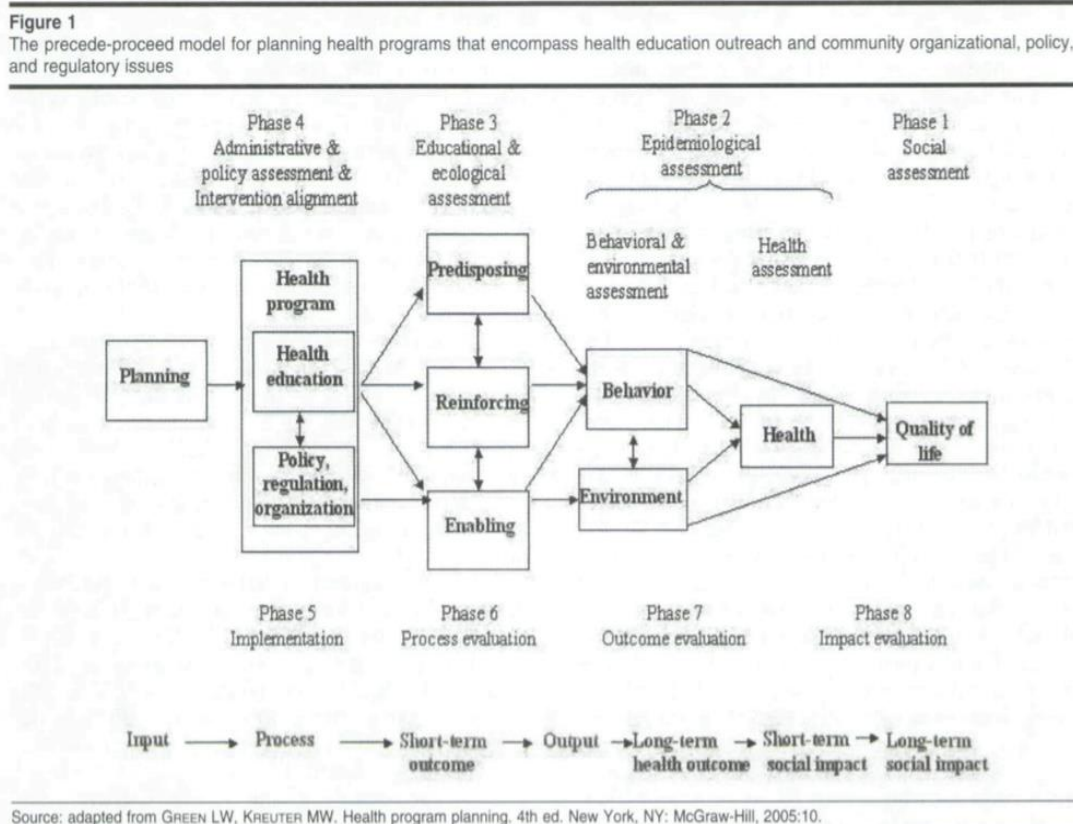 Figure 1
The precede-proceed model for planning health programs that encompass health education outreach and community organizational, policy,
and regulatory issues
Phase 4
Administrative &
policy assessment &
Intervention alignment
Phase 3
Educational &
ecological
assessment
Phase 2
Epidemiological
assessment
Phase 1
Social
assessment
Behavioral &
environmental
assessment
Health
assessment
Health
program
Health
education
Policy,
regulation,
organization
Planning
Predisposing
Reinforcing
Enabling
Behavior
Environment
Health
Quality of
life
Phase 5
Implementation
Phase 6
Process evaluation
Phase 7
Outcome evaluation
Phase 8
Impact evaluation
Input
Process
Short-term
outcome
Output
Long-term
health outcome
Short-term
social impact
Long-term
social impact
Source: adapted from GREEN LW, KREUTER MW. Health program planning. 4th ed. New York, NY: McGraw-Hill, 2005:10.